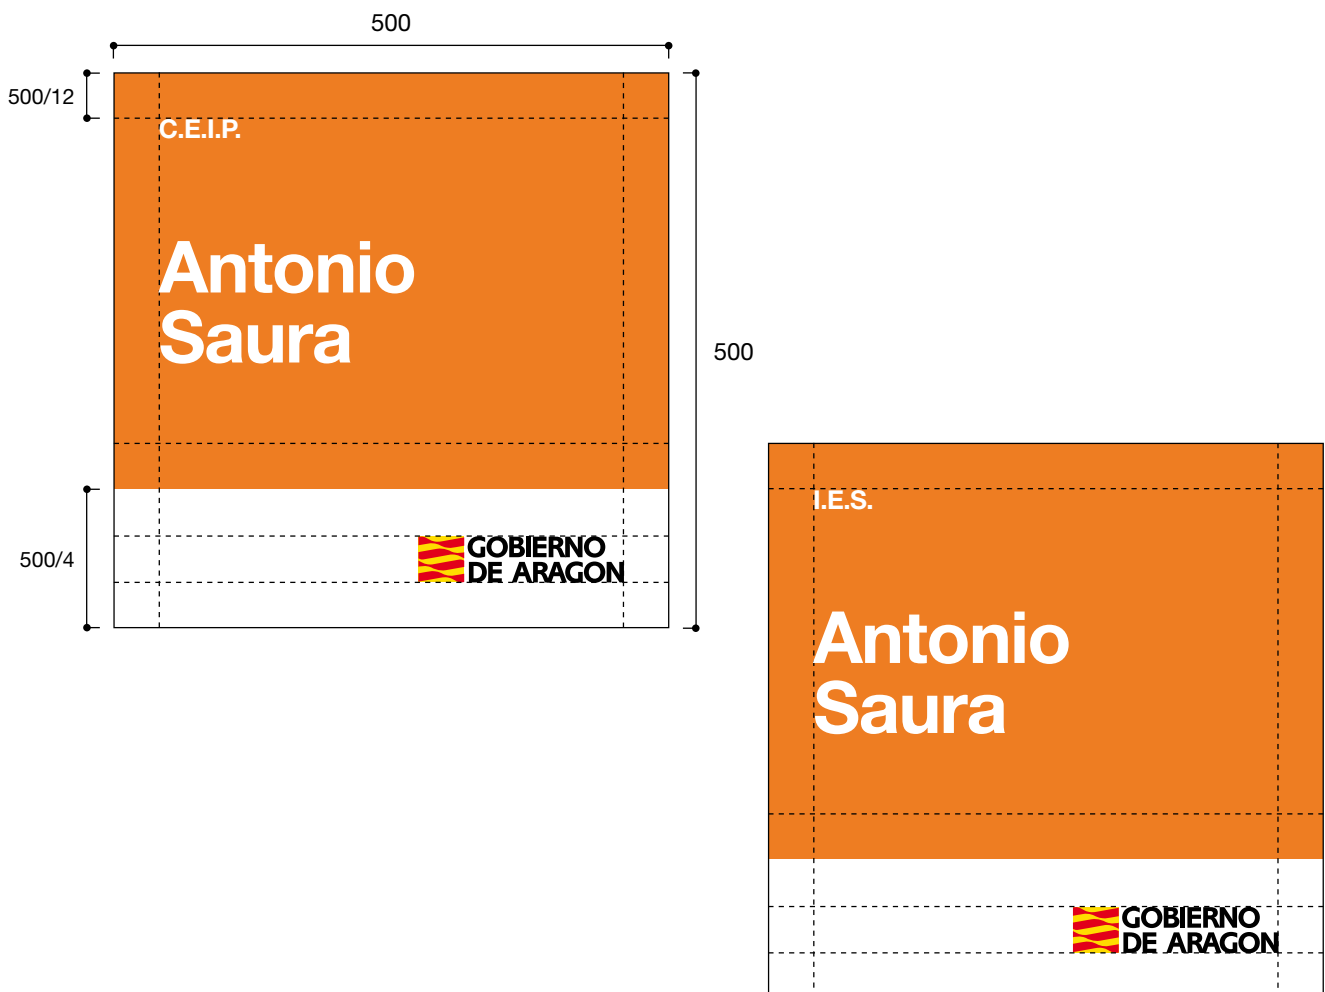 500
500/12
C.E.I.P.
Antonio
Saura
500
500/4
GOBIERNO
DE ARAGON
I.E.S.
Antonio
Saura
GOBIERNO
DE ARAGON